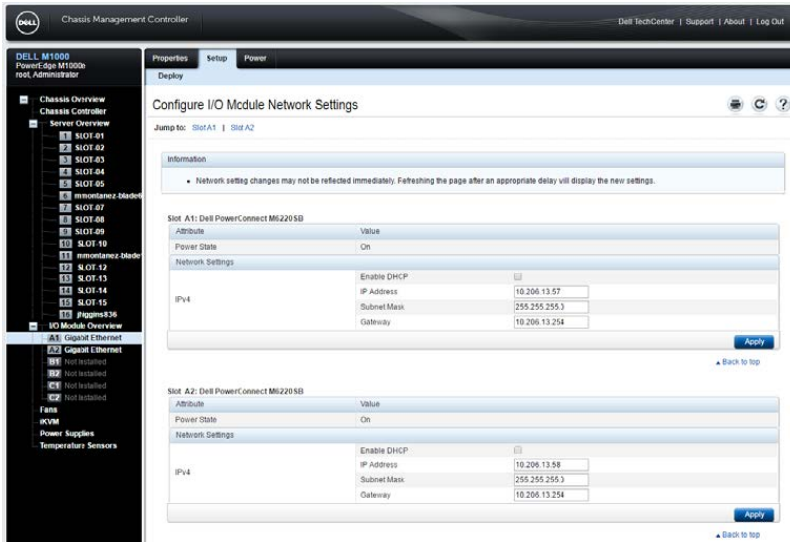 DELL
Chassis Management Controller
Dell TechCenter | Support | About | Log Out
DELL M1000
PowerEdge M1000e
root, Administrator
Properties Setup Power
Deploy
Chassis Overview
Chassis Controller
Server Overview
1 SLOT-01
2 SLOT-02
3 SLOT-03
4 SLOT-04
5 SLOT-05
6 mmontanez-blade6
7 SLOT-07
8 SLOT-08
9 SLOT-09
10 SLOT-10
11 mmontanez-blade
12 SLOT-12
13 SLOT-13
14 SLOT-14
15 SLOT-15
16 jhiggins836
I/O Module Overview
A1 Gigabit Ethernet
A2 Gigabit Ethernet
B1 Not Installed
B2 Not Installed
C1 Not Installed
C2 Not Installed
Fans
iKVM
Power Supplies
Temperature Sensors
Configure I/O Module Network Settings
Jump to: Slot A1 | Slot A2
Information
• Network setting changes may not be reflected immediately. Refreshing the page after an appropriate delay will display the new settings.
Slot A1: Dell PowerConnect M6220SB
Attribute Value
Power State On
Network Settings
IPv4
Enable DHCP
IP Address 10.206.13.57
Subnet Mask 255.255.255.0
Gateway 10.206.13.254
Apply
Back to top
Slot A2: Dell PowerConnect M6220SB
Attribute Value
Power State On
Network Settings
IPv4
Enable DHCP
IP Address 10.206.13.58
Subnet Mask 255.255.255.0
Gateway 10.206.13.254
Apply
Back to top